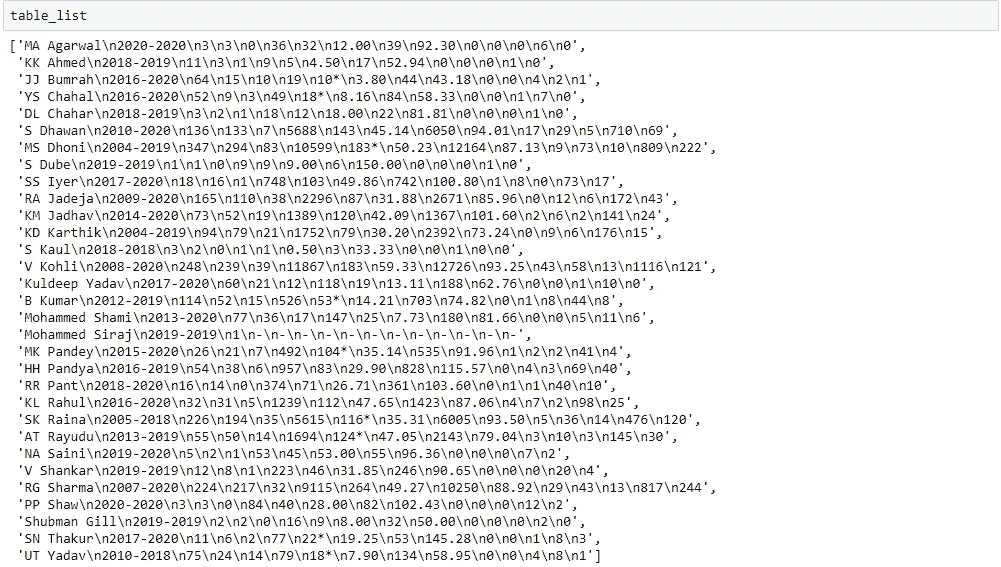 table_list
['MA Agarwal\n2020-2020\n3\n3\n0\n36\n32\n12.00\n39\n92.30\n0\n0\n0\n6\n0',
'KK Ahmed\n2018-2019\n11\n3\n1\n9\n5\n4.50\n17\n52.94\n0\n0\n0\n1\n0',
'JJ Bumrah\n2016-2020\n64\n15\n10\n19\n10*\n3.80\n44\n43.18\n0\n0\n4\n2\n1',
'YS Chahal\n2016-2020\n52\n9\n3\n49\n18*\n8.16\n84\n58.33\n0\n0\n1\n7\n0',
'DL Chahar\n2018-2019\n3\n2\n1\n18\n12\n18.00\n22\n81.81\n0\n0\n0\n1\n0',
'S Dhawan\n2010-2020\n136\n133\n7\n5688\n143\n45.14\n6050\n94.01\n17\n29\n5\n710\n69',
'MS Dhoni\n2004-2019\n347\n294\n83\n10599\n183*\n50.23\n12164\n87.13\n9\n73\n10\n809\n222',
'S Dube\n2019-2019\n1\n1\n0\n9\n9\n9.00\n6\n150.00\n0\n0\n0\n1\n0',
'SS Iyer\n2017-2020\n18\n16\n1\n748\n103\n49.86\n742\n100.80\n1\n8\n0\n73\n17',
'RA Jadeja\n2009-2020\n165\n110\n38\n2296\n87\n31.88\n2671\n85.96\n0\n12\n6\n172\n43',
'KM Jadhav\n2014-2020\n73\n52\n19\n1389\n120\n42.09\n1367\n101.60\n2\n6\n2\n141\n24',
'KD Karthik\n2004-2019\n94\n79\n21\n1752\n79\n30.20\n2392\n73.24\n0\n9\n6\n176\n15',
'S Kaul\n2018-2018\n3\n2\n0\n1\n1\n0.50\n3\n33.33\n0\n0\n1\n0\n0',
'V Kohli\n2008-2020\n248\n239\n39\n11867\n183\n59.33\n12726\n93.25\n43\n58\n13\n1116\n121',
'Kuldeep Yadav\n2017-2020\n60\n21\n12\n118\n19\n13.11\n188\n62.76\n0\n0\n1\n10\n0',
'B Kumar\n2012-2019\n114\n52\n15\n526\n53*\n14.21\n703\n74.82\n0\n1\n8\n44\n8',
'Mohammed Shami\n2013-2020\n77\n36\n17\n147\n25\n7.73\n180\n81.66\n0\n0\n5\n11\n6',
'Mohammed Siraj\n2019-2019\n1\n-\n-\n-\n-\n-\n-\n-\n-\n-\n-\n-\n-',
'MK Pandey\n2015-2020\n26\n21\n7\n492\n104*\n35.14\n535\n91.96\n1\n2\n2\n41\n4',
'HH Pandya\n2016-2019\n54\n38\n6\n957\n83\n29.90\n828\n115.57\n0\n4\n3\n69\n40',
'RR Pant\n2018-2020\n16\n14\n0\n374\n71\n26.71\n361\n103.60\n0\n1\n1\n40\n10',
'KL Rahul\n2016-2020\n32\n31\n5\n1239\n112\n47.65\n1423\n87.06\n4\n7\n2\n98\n25',
'SK Raina\n2005-2018\n226\n194\n35\n5615\n116*\n35.31\n6005\n93.50\n5\n36\n14\n476\n120',
'AT Rayudu\n2013-2019\n55\n50\n14\n1694\n124*\n47.05\n2143\n79.04\n3\n10\n3\n145\n30',
'NA Saini\n2019-2020\n5\n2\n1\n53\n45\n53.00\n55\n96.36\n0\n0\n0\n7\n2',
'V Shankar\n2019-2019\n12\n8\n1\n223\n46\n31.85\n246\n90.65\n0\n0\n0\n20\n4',
'RG Sharma\n2007-2020\n224\n217\n32\n9115\n264\n49.27\n10250\n88.92\n29\n43\n13\n817\n244',
'PP Shaw\n2020-2020\n3\n3\n0\n84\n40\n28.00\n82\n102.43\n0\n0\n0\n12\n2',
'Shubman Gill\n2019-2019\n2\n2\n0\n16\n9\n8.00\n32\n50.00\n0\n0\n0\n2\n0',
'SN Thakur\n2017-2020\n11\n6\n2\n77\n22*\n19.25\n53\n145.28\n0\n0\n1\n8\n3',
'UT Yadav\n2010-2018\n75\n24\n14\n79\n18*\n7.90\n134\n58.95\n0\n0\n4\n8\n1']